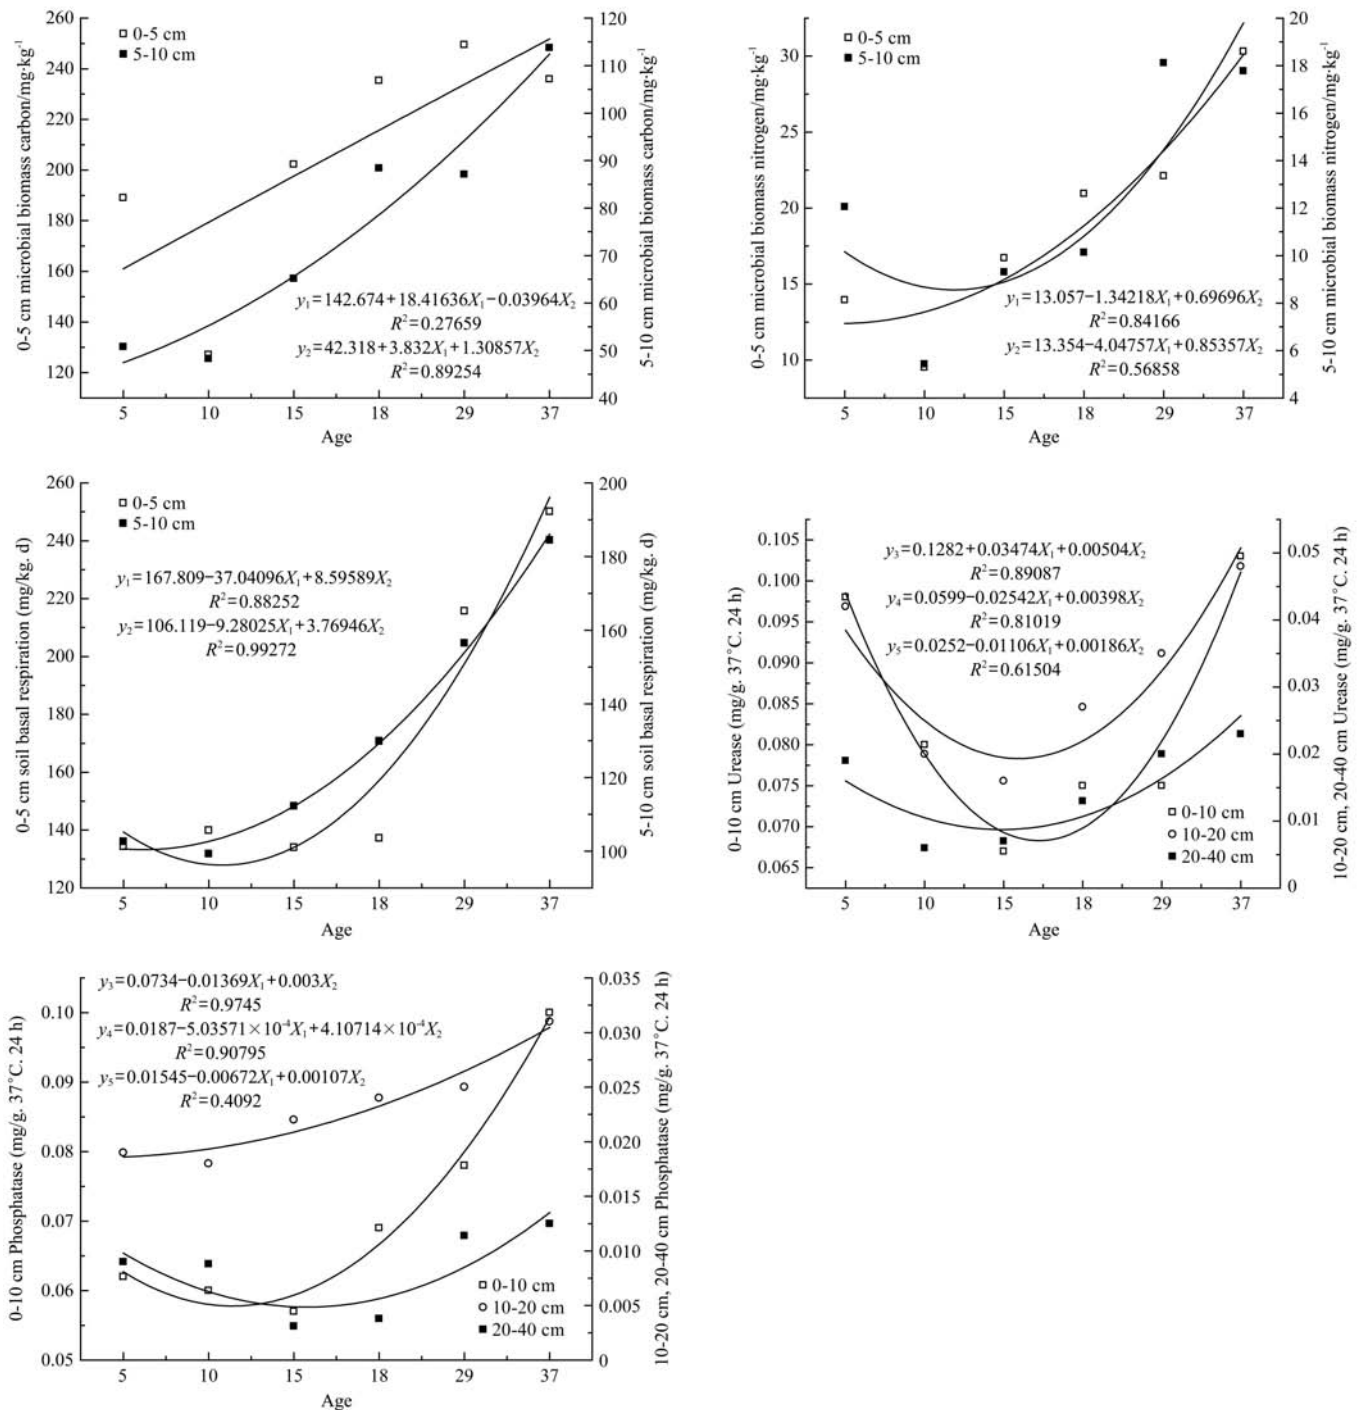 0-5 cm microbial biomass carbon/mg·kg⁻¹
260
240
220
200
180
160
140
120
0-5 cm
5-10 cm
y₁=142.674+18.41636X₁−0.03964X₂
R²=0.27659
y₂=42.318+3.832X₁+1.30857X₂
R²=0.89254
120
110
100
90
80
70
60
50
40
5-10 cm microbial biomass carbon/mg·kg⁻¹
5 10 15 18 29 37
Age
0-5 cm microbial biomass nitrogen/mg·kg⁻¹
30
25
20
15
10
0-5 cm
5-10 cm
y₁=13.057−1.34218X₁+0.69696X₂
R²=0.84166
y₂=13.354−4.04757X₁+0.85357X₂
R²=0.56858
20
18
16
14
12
10
8
6
4
5-10 cm microbial biomass nitrogen/mg·kg⁻¹
5 10 15 18 29 37
Age
0-5 cm soil basal respiration (mg/kg. d)
260
240
220
200
180
160
140
120
0-5 cm
5-10 cm
y₁=167.809−37.04096X₁+8.59589X₂
R²=0.88252
y₂=106.119−9.28025X₁+3.76946X₂
R²=0.99272
200
180
160
140
120
100
5-10 cm soil basal respiration (mg/kg. d)
5 10 15 18 29 37
Age
0-10 cm Urease (mg/g. 37°C. 24 h)
0.105
0.100
0.095
0.090
0.085
0.080
0.075
0.070
0.065
y₃=0.1282+0.03474X₁+0.00504X₂
R²=0.89087
y₄=0.0599−0.02542X₁+0.00398X₂
R²=0.81019
y₅=0.0252−0.01106X₁+0.00186X₂
R²=0.61504
0-10 cm
10-20 cm
20-40 cm
0.05
0.04
0.03
0.02
0.01
0
10-20 cm, 20-40 cm Urease (mg/g. 37°C. 24 h)
5 10 15 18 29 37
Age
0-10 cm Phosphatase (mg/g. 37°C. 24 h)
0.10
0.09
0.08
0.07
0.06
0.05
y₃=0.0734−0.01369X₁+0.003X₂
R²=0.9745
y₄=0.0187−5.03571×10⁻⁴X₁+4.10714×10⁻⁴X₂
R²=0.90795
y₅=0.01545−0.00672X₁+0.00107X₂
R²=0.4092
0-10 cm
10-20 cm
20-40 cm
0.035
0.030
0.025
0.020
0.015
0.010
0.005
0
10-20 cm, 20-40 cm Phosphatase (mg/g. 37°C. 24 h)
5 10 15 18 29 37
Age